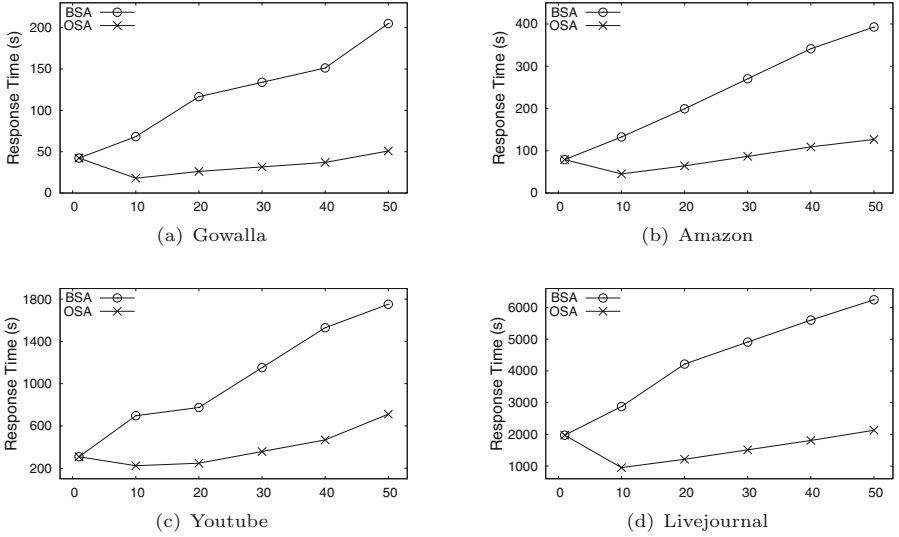 BSA
OSA
Response Time (s)
200
150
100
50
0
0 10 20 30 40 50
(a) Gowalla
BSA
OSA
Response Time (s)
400
300
200
100
0
0 10 20 30 40 50
(b) Amazon
BSA
OSA
Response Time (s)
1800
1400
1000
600
200
0 10 20 30 40 50
(c) Youtube
BSA
OSA
Response Time (s)
6000
5000
4000
3000
2000
1000
0 10 20 30 40 50
(d) Livejournal